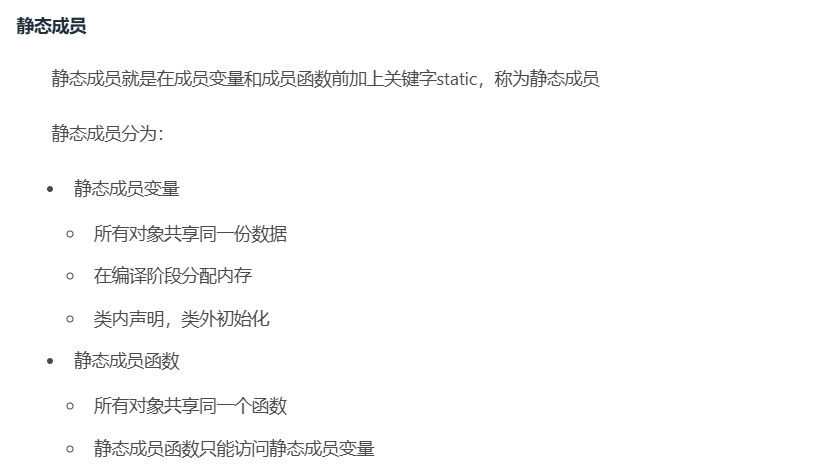 静态成员
静态成员就是在成员变量和成员函数前加上关键字static，称为静态成员
静态成员分为：
静态成员变量
所有对象共享同一份数据
在编译阶段分配内存
类内声明，类外初始化
静态成员函数
所有对象共享同一个函数
静态成员函数只能访问静态成员变量